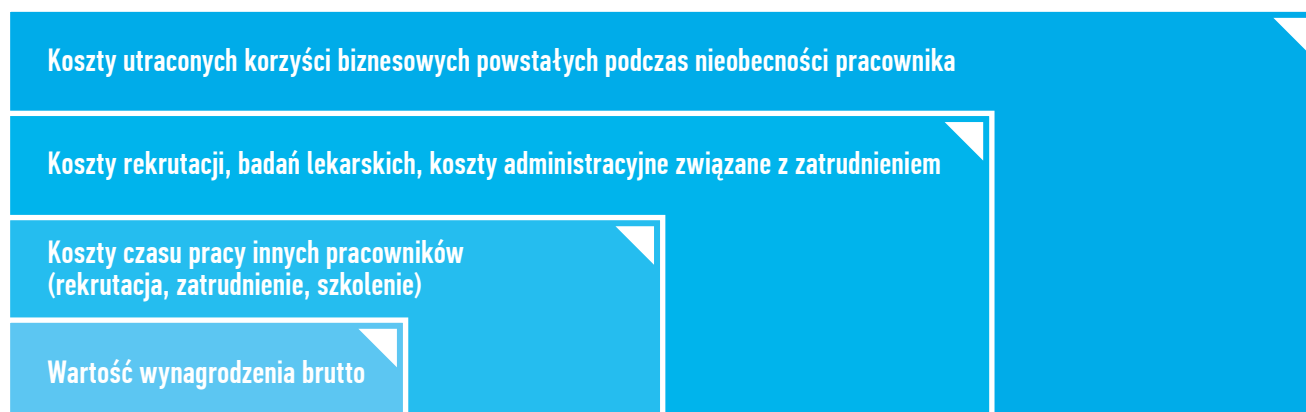 Koszty utraconych korzyści biznesowych powstałych podczas nieobecności pracownika
Koszty rekrutacji, badań lekarskich, koszty administracyjne związane z zatrudnieniem
Koszty czasu pracy innych pracowników
(rekrutacja, zatrudnienie, szkolenie)
Wartość wynagrodzenia brutto